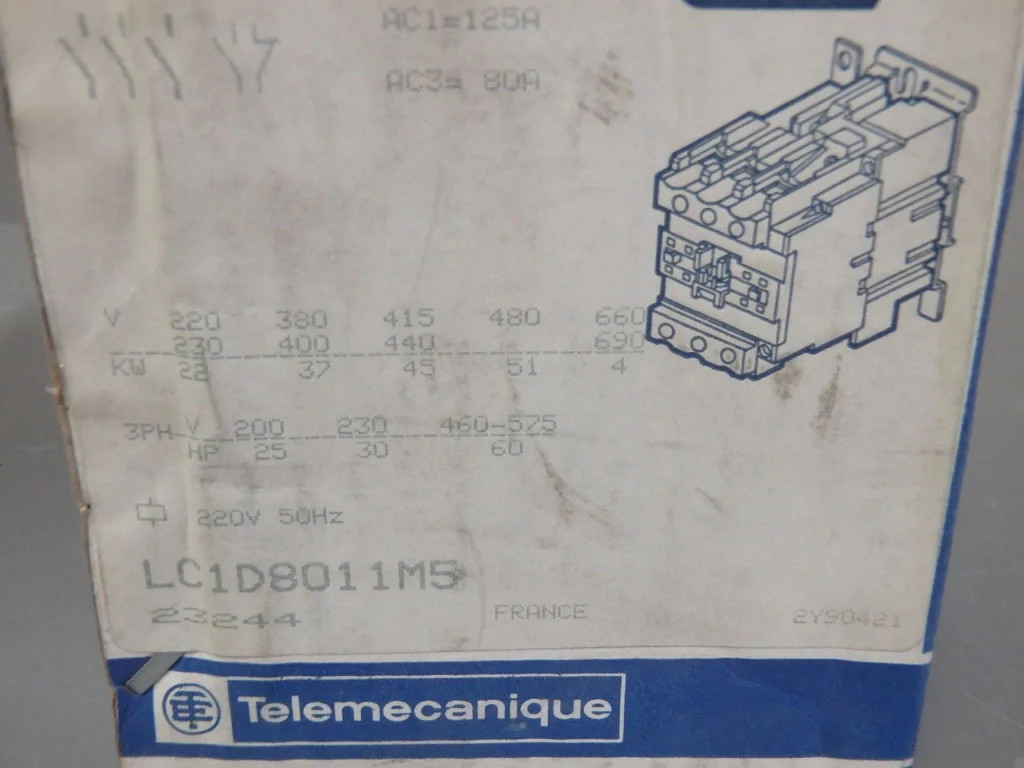 AC1=125A
AC3= 80A
V 220 380 415 480 660
230 400 440 690
KW 22 37 45 51 4
3PH V 200 230 460-575
HP 25 30 60
220V 50Hz
LC1D8011M5
23244 FRANCE 2Y90421
TE Telemecanique